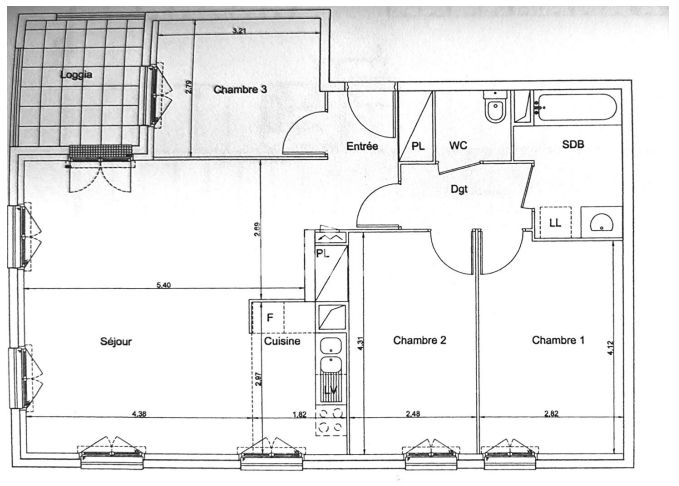 3.21
Loggia
2.79
Chambre 3
Entrée
PL
WC
SDB
Dgt
LL
2.69
PL
5.40
F
Séjour
Cuisine
4.31
Chambre 2
Chambre 1
4.12
2.97
LV
4.38
1.82
2.48
2.82